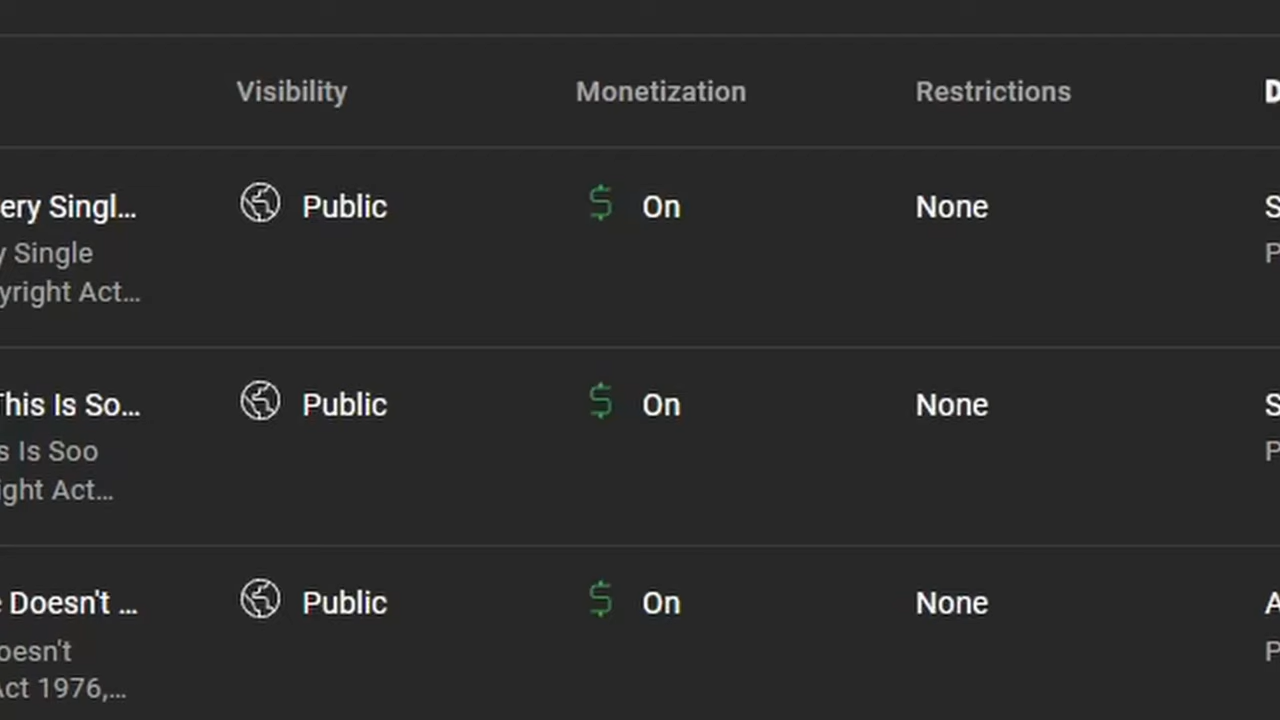 Visibility Monetization Restrictions D
ery Singl... Public $ On None S
y Single P
yright Act...
This Is So... Public $ On None S
s Is Soo P
ight Act...
e Doesn't ... Public $ On None A
oesn't P
Act 1976,...